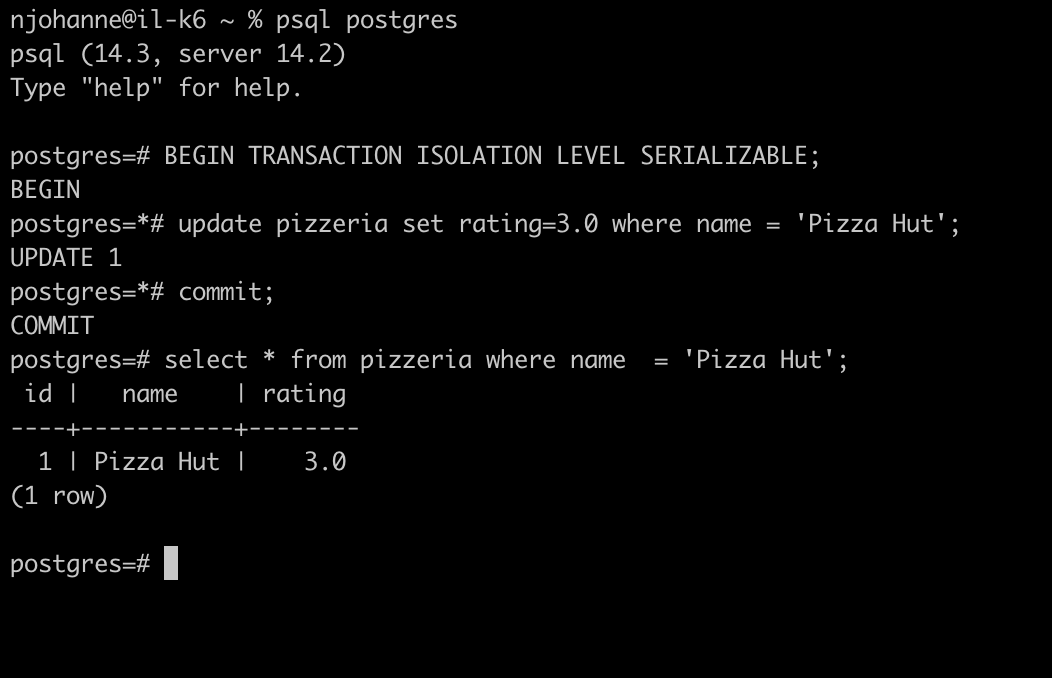 njohanne@il-k6 ~ % psql postgres
psql (14.3, server 14.2)
Type "help" for help.
postgres=# BEGIN TRANSACTION ISOLATION LEVEL SERIALIZABLE;
BEGIN
postgres=*# update pizzeria set rating=3.0 where name = 'Pizza Hut';
UPDATE 1
postgres=*# commit;
COMMIT
postgres=# select * from pizzeria where name  = 'Pizza Hut';
 id |   name    | rating
----+-----------+--------
  1 | Pizza Hut |    3.0
(1 row)
postgres=#